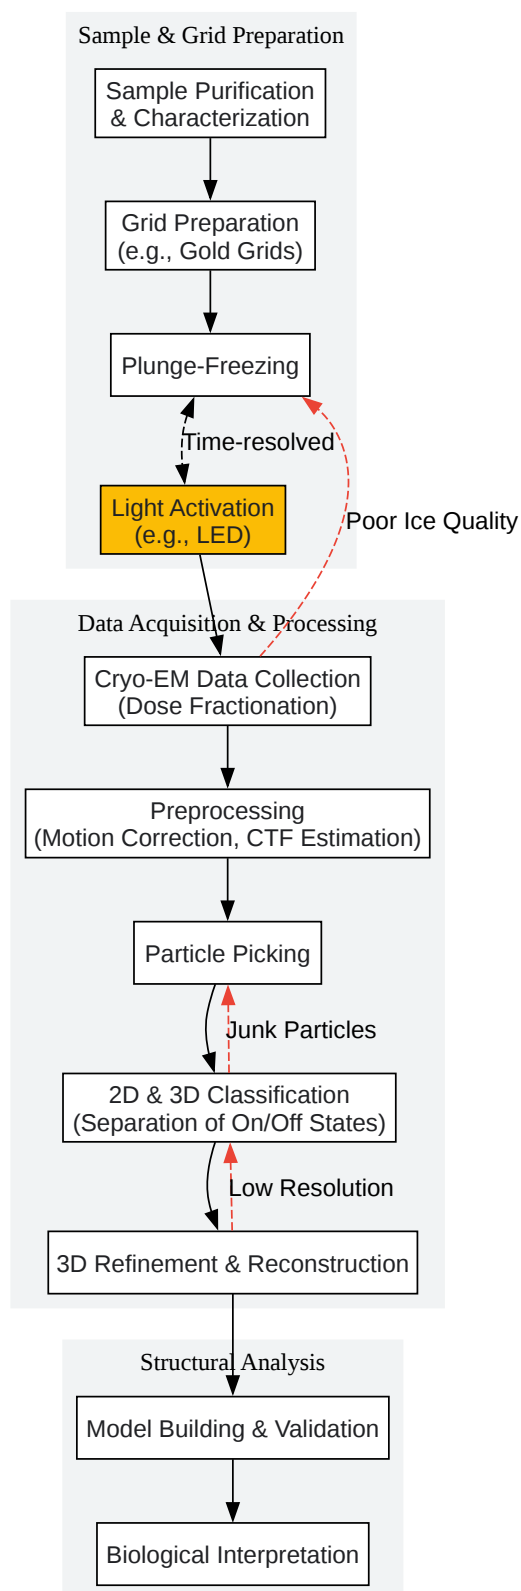 Sample & Grid Preparation
Sample Purification
& Characterization
Grid Preparation
(e.g., Gold Grids)
Plunge-Freezing
Time-resolved
Light Activation
(e.g., LED)
Poor Ice Quality
Data Acquisition & Processing
Cryo-EM Data Collection
(Dose Fractionation)
Preprocessing
(Motion Correction, CTF Estimation)
Particle Picking
Junk Particles
2D & 3D Classification
(Separation of On/Off States)
Low Resolution
3D Refinement & Reconstruction
Structural Analysis
Model Building & Validation
Biological Interpretation